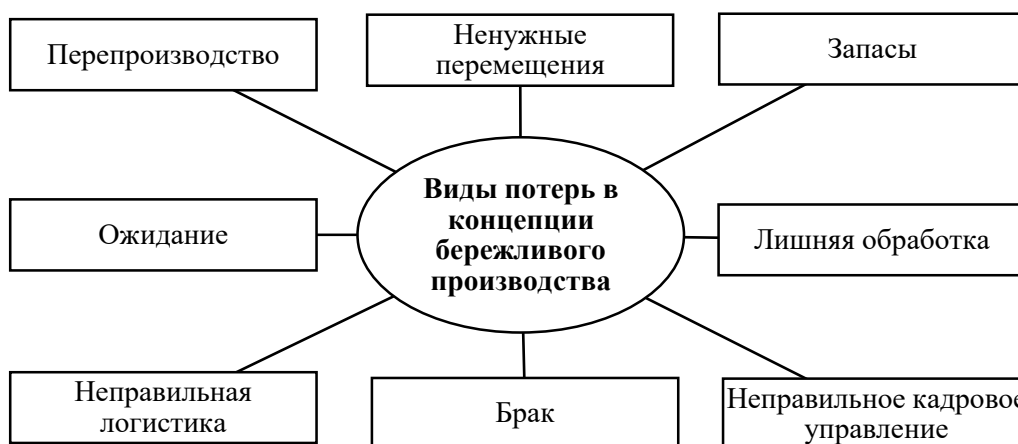 Перепроизводство
Ненужные
перемещения
Запасы
Ожидание
Виды потерь в
концепции
бережливого
производства
Лишняя обработка
Неправильная
логистика
Брак
Неправильное кадровое
управление